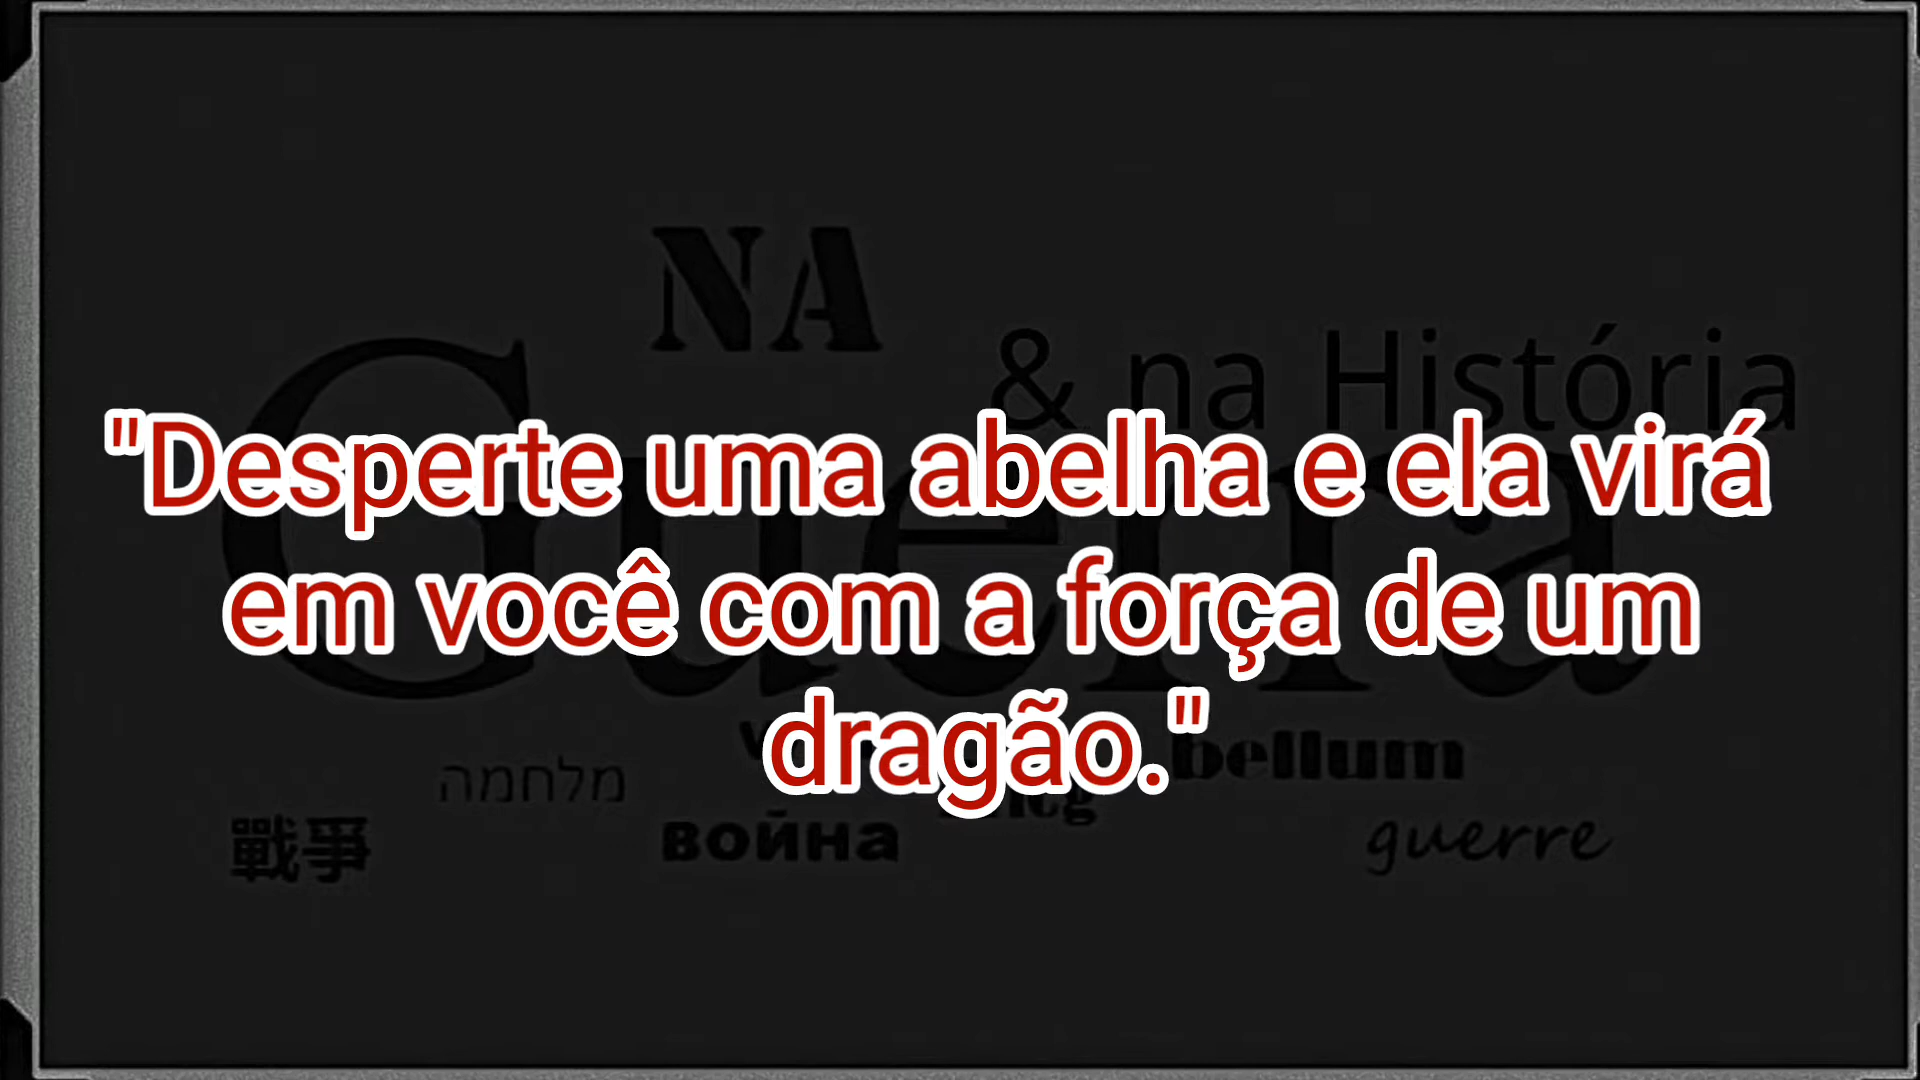 NA
& na História
Guerra
"Desperte uma abelha e ela virá
em você com a força de um
dragão."
bellum
מלחמה
戰爭
война
guerre